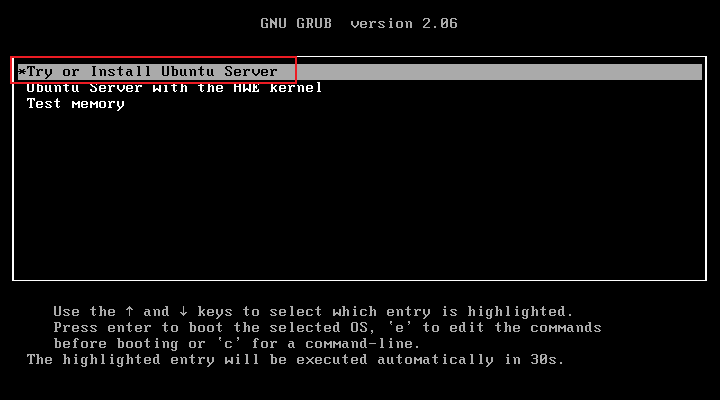 GNU GRUB  version 2.06
*Try or Install Ubuntu Server
Ubuntu Server with the HWE kernel
Test memory
Use the ↑ and ↓ keys to select which entry is highlighted.
Press enter to boot the selected OS, `e' to edit the commands
before booting or `c' for a command-line.
The highlighted entry will be executed automatically in 30s.